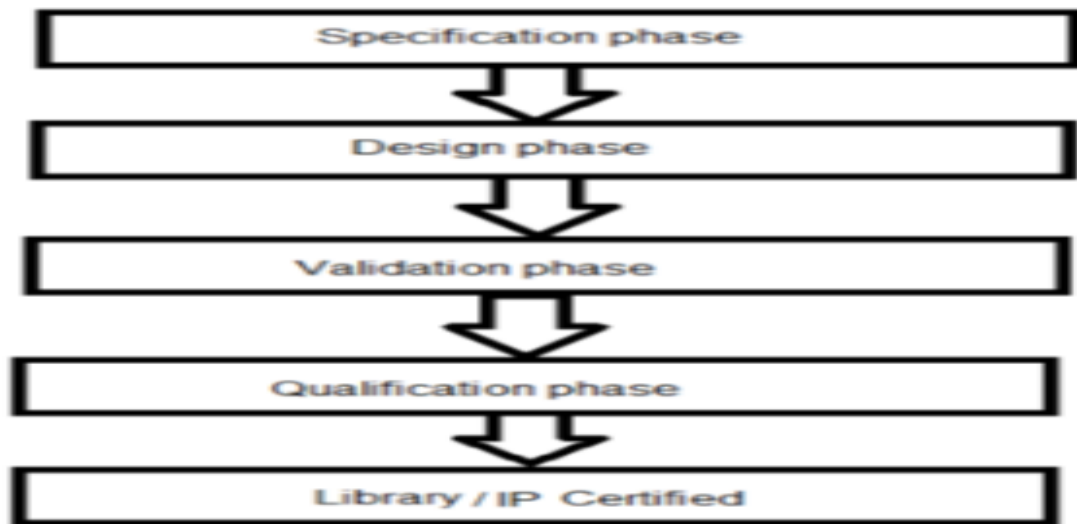 Specification phase
Design phase
Validation phase
Qualification phase
Library / IP Certified